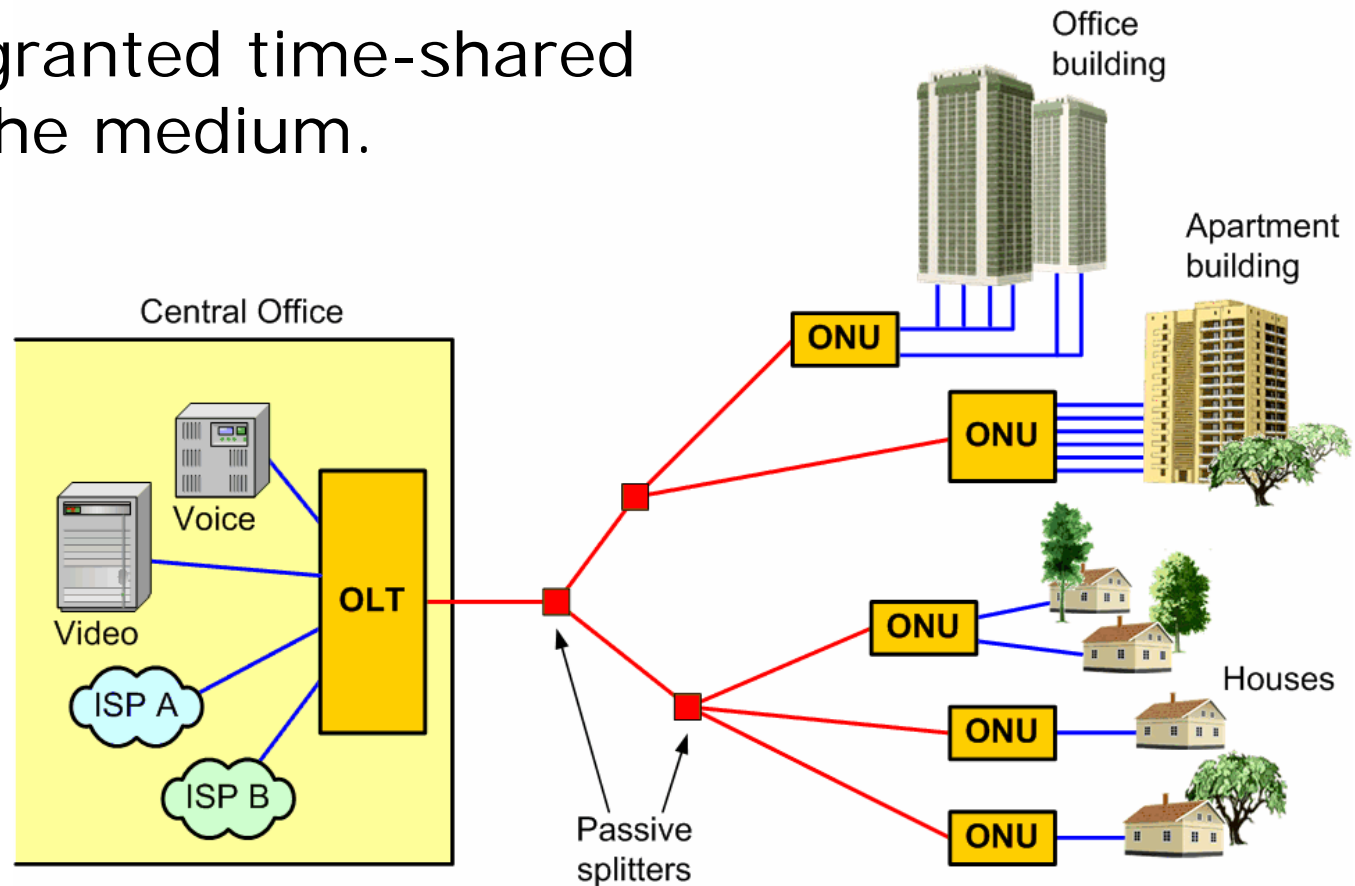 granted time-shared
he medium.
Office
building
Apartment
building
Central Office
ONU
ONU
Voice
OLT
Video
ONU
Houses
ISP A
ONU
ISP B
Passive
splitters
ONU